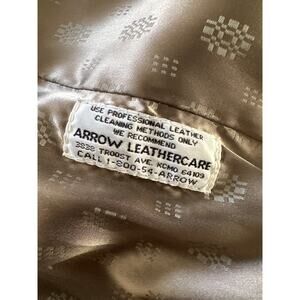 USE PROFESSIONAL LEATHER
CLEANING METHODS ONLY
WE RECOMMEND
ARROW LEATHERCARE
3838 TROOST AVE. KCMO 64109
CALL 1-800-54-ARROW